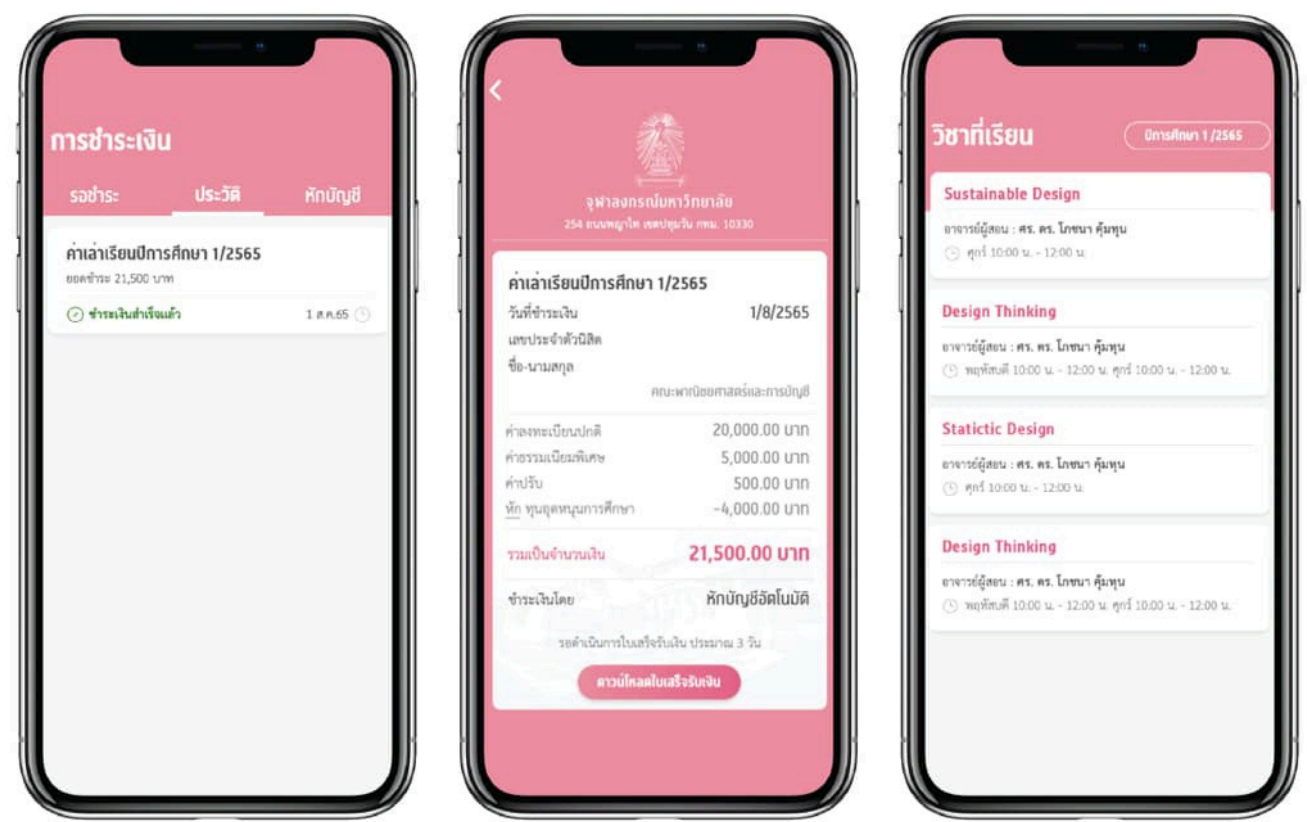 การชำระเงิน
รอชำระ ประวัติ หักบัญชี
ค่าเล่าเรียนปีการศึกษา 1/2565
ยอดชำระ 21,500 บาท
ชำระเงินสำเร็จแล้ว 1 ส.ค.65
จุฬาลงกรณ์มหาวิทยาลัย
254 ถนนพญาไท เขตปทุมวัน กทม. 10330
ค่าเล่าเรียนปีการศึกษา 1/2565
วันที่ชำระเงิน 1/8/2565
เลขประจำตัวนิสิต
ชื่อ-นามสกุล
คณะพาณิชยศาสตร์และการบัญชี
ค่าลงทะเบียนปกติ 20,000.00 บาท
ค่าธรรมเนียมพิเศษ 5,000.00 บาท
ค่าปรับ 500.00 บาท
หัก ทุนอุดหนุนการศึกษา -4,000.00 บาท
รวมเป็นจำนวนเงิน 21,500.00 บาท
ชำระเงินโดย หักบัญชีอัตโนมัติ
รอดำเนินการใบเสร็จรับเงิน ประมาณ 3 วัน
ดาวน์โหลดใบเสร็จรับเงิน
วิชาที่เรียน ปีการศึกษา 1 /2565
Sustainable Design
อาจารย์ผู้สอน : ศร. ดร. โภชนา คุ้มทุน
ศุกร์ 10:00 น. - 12:00 น.
Design Thinking
อาจารย์ผู้สอน : ศร. ดร. โภชนา คุ้มทุน
พฤหัสบดี 10:00 น. - 12:00 น. ศุกร์ 10:00 น. - 12:00 น.
Statictic Design
อาจารย์ผู้สอน : ศร. ดร. โภชนา คุ้มทุน
ศุกร์ 10:00 น. - 12:00 น.
Design Thinking
อาจารย์ผู้สอน : ศร. ดร. โภชนา คุ้มทุน
พฤหัสบดี 10:00 น. - 12:00 น. ศุกร์ 10:00 น. - 12:00 น.